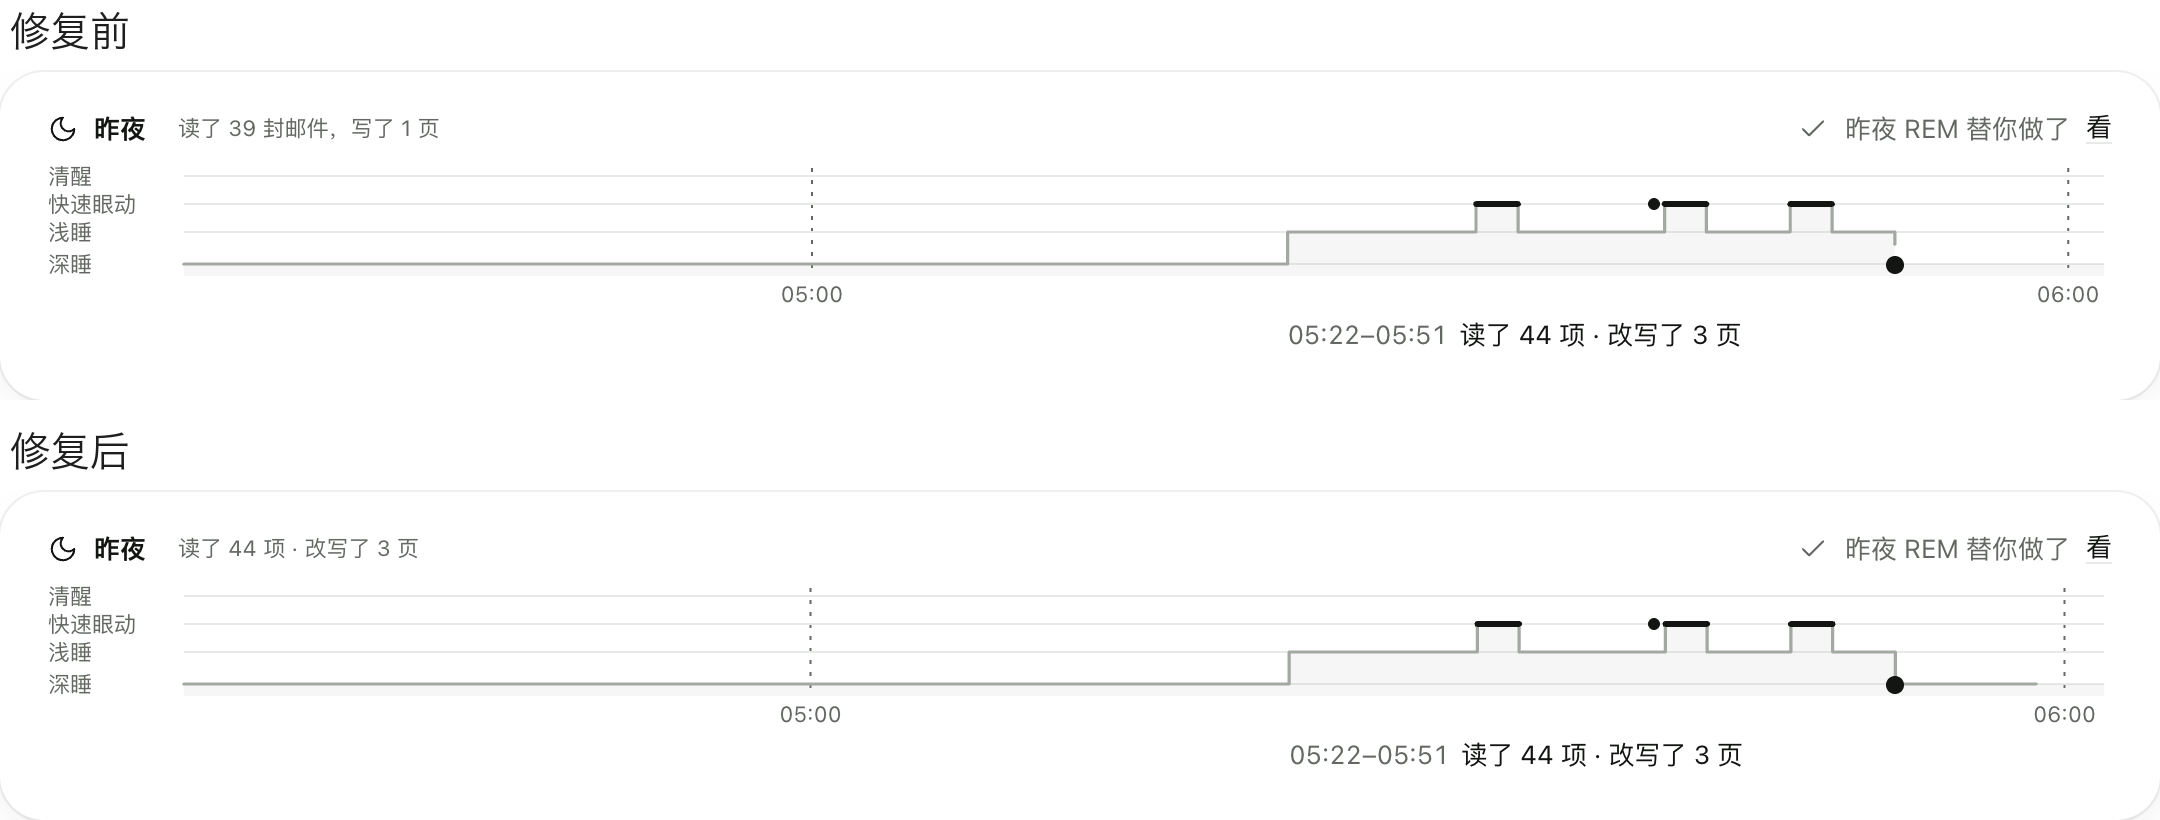 修复前
昨夜 读了 39 封邮件，写了 1 页 昨夜 REM 替你做了 看
清醒
快速眼动
浅睡
深睡
05:00 06:00
05:22–05:51 读了 44 项 · 改写了 3 页
修复后
昨夜 读了 44 项 · 改写了 3 页 昨夜 REM 替你做了 看
清醒
快速眼动
浅睡
深睡
05:00 06:00
05:22–05:51 读了 44 项 · 改写了 3 页